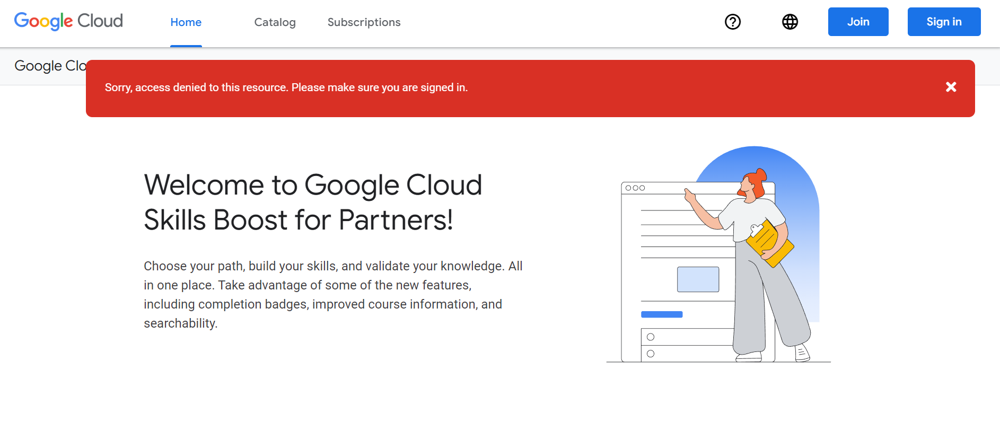 Google Cloud
Home
Catalog
Subscriptions
Join
Sign in
Google Clo
Sorry, access denied to this resource. Please make sure you are signed in.
Welcome to Google Cloud
Skills Boost for Partners!
Choose your path, build your skills, and validate your knowledge. All
in one place. Take advantage of some of the new features,
including completion badges, improved course information, and
searchability.